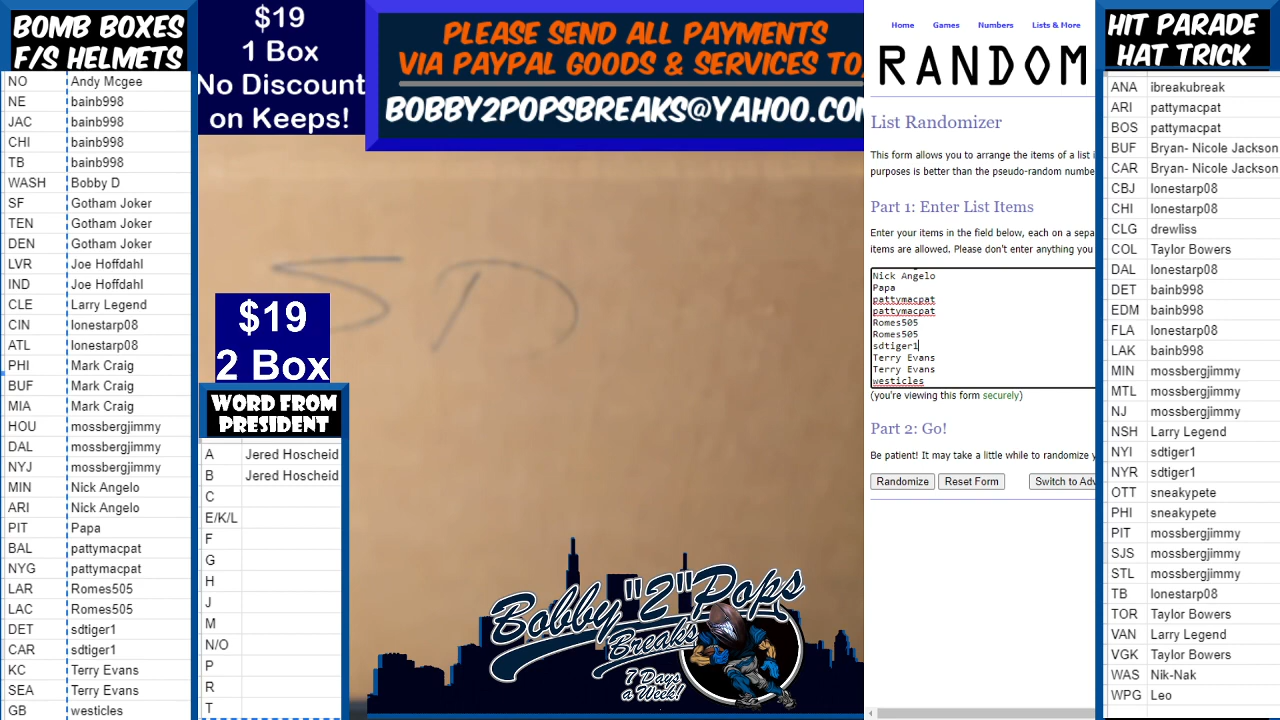 BOMB BOXES
F/S HELMETS
NO Andy Mcgee
NE bainb998
JAC bainb998
CHI bainb998
TB bainb998
WASH Bobby D
SF Gotham Joker
TEN Gotham Joker
DEN Gotham Joker
LVR Joe Hoffdahl
IND Joe Hoffdahl
CLE Larry Legend
CIN lonestarp08
ATL lonestarp08
PHI Mark Craig
BUF Mark Craig
MIA Mark Craig
HOU mossbergjimmy
DAL mossbergjimmy
NYJ mossbergjimmy
MIN Nick Angelo
ARI Nick Angelo
PIT Papa
BAL pattymacpat
NYG pattymacpat
LAR Romes505
LAC Romes505
DET sdtiger1
CAR sdtiger1
KC Terry Evans
SEA Terry Evans
GB westicles
$19
1 Box
No Discount
on Keeps!
$19
2 Box
WORD FROM
PRESIDENT
A Jered Hoscheid
B Jered Hoscheid
C
E/K/L
F
G
H
J
M
N/O
P
R
T
PLEASE SEND ALL PAYMENTS
VIA PAYPAL GOODS & SERVICES TO
BOBBY2POPSBREAKS@YAHOO.CO
SD
Bobby "2" Pops
Breaks
7 Days
a Week!
Home Games Numbers Lists & More
RANDOM
List Randomizer
This form allows you to arrange the items of a list i
purposes is better than the pseudo-random numbe
Part 1: Enter List Items
Enter your items in the field below, each on a sepa
items are allowed. Please don't enter anything you
Nick Angelo
Papa
pattymacpat
pattymacpat
Romes505
Romes505
sdtiger1
Terry Evans
Terry Evans
westicles
(you're viewing this form securely)
Part 2: Go!
Be patient! It may take a little while to randomize y
Randomize Reset Form Switch to Adv
HIT PARADE
HAT TRICK
ANA ibreakubreak
ARI pattymacpat
BOS pattymacpat
BUF Bryan- Nicole Jackson
CAR Bryan- Nicole Jackson
CBJ lonestarp08
CHI lonestarp08
CLG drewliss
COL Taylor Bowers
DAL lonestarp08
DET bainb998
EDM bainb998
FLA lonestarp08
LAK bainb998
MIN mossbergjimmy
MTL mossbergjimmy
NJ mossbergjimmy
NSH Larry Legend
NYI sdtiger1
NYR sdtiger1
OTT sneakypete
PHI sneakypete
PIT mossbergjimmy
SJS mossbergjimmy
STL mossbergjimmy
TB lonestarp08
TOR Taylor Bowers
VAN Larry Legend
VGK Taylor Bowers
WAS Nik-Nak
WPG Leo